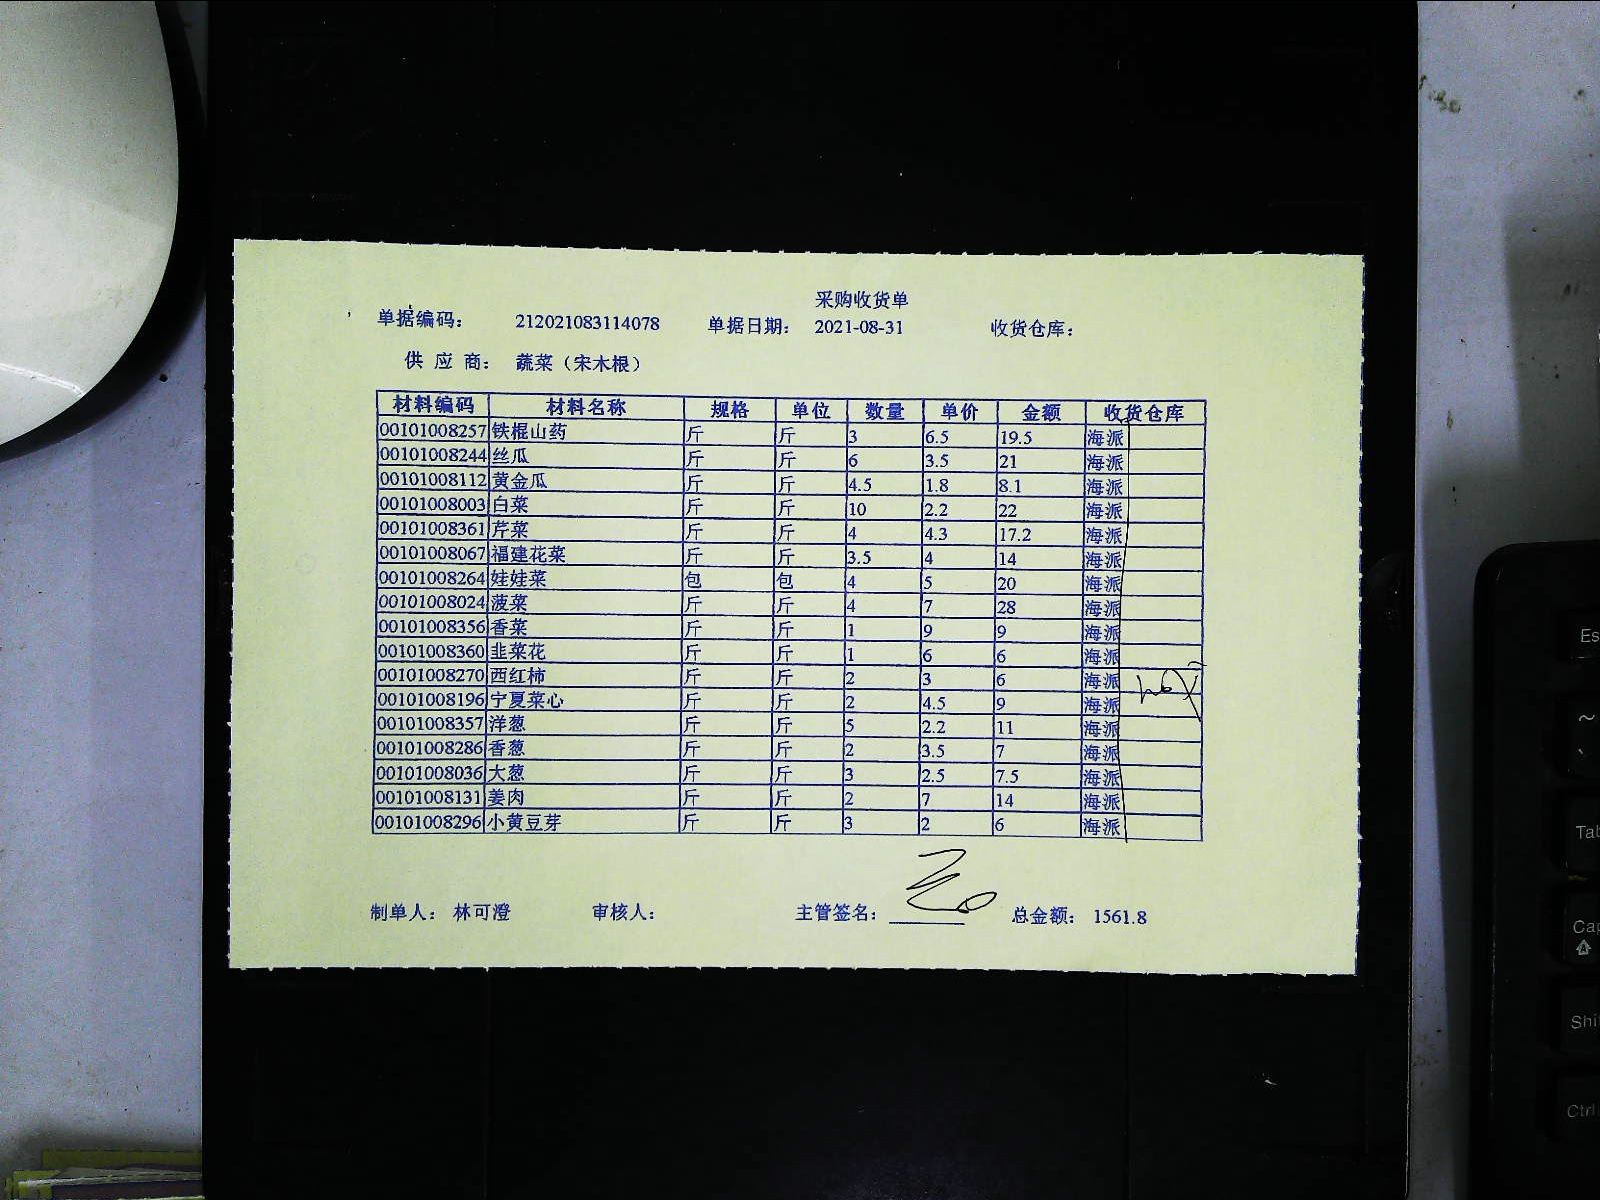 采购收货单
单据编码： 212021083114078 单据日期： 2021-08-31 收货仓库：
供 应 商： 蔬菜（宋木根）
材料编码 材料名称 规格 单位 数量 单价 金额 收货仓库
00101008257 铁棍山药 斤 斤 3 6.5 19.5 海派
00101008244 丝瓜 斤 斤 6 3.5 21 海派
00101008112 黄金瓜 斤 斤 4.5 1.8 8.1 海派
00101008003 白菜 斤 斤 10 2.2 22 海派
00101008361 芹菜 斤 斤 4 4.3 17.2 海派
00101008067 福建花菜 斤 斤 3.5 4 14 海派
00101008264 娃娃菜 包 包 4 5 20 海派
00101008024 菠菜 斤 斤 4 7 28 海派
00101008356 香菜 斤 斤 1 9 9 海派
00101008360 韭菜花 斤 斤 1 6 6 海派
00101008270 西红柿 斤 斤 2 3 6 海派
00101008196 宁夏菜心 斤 斤 2 4.5 9 海派
00101008357 洋葱 斤 斤 5 2.2 11 海派
00101008286 香葱 斤 斤 2 3.5 7 海派
00101008036 大葱 斤 斤 3 2.5 7.5 海派
00101008131 姜肉 斤 斤 2 7 14 海派
00101008296 小黄豆芽 斤 斤 3 2 6 海派
制单人： 林可澄 审核人： 主管签名： 总金额： 1561.8
Es
~
Tab
Cap
Shi
Ctrl